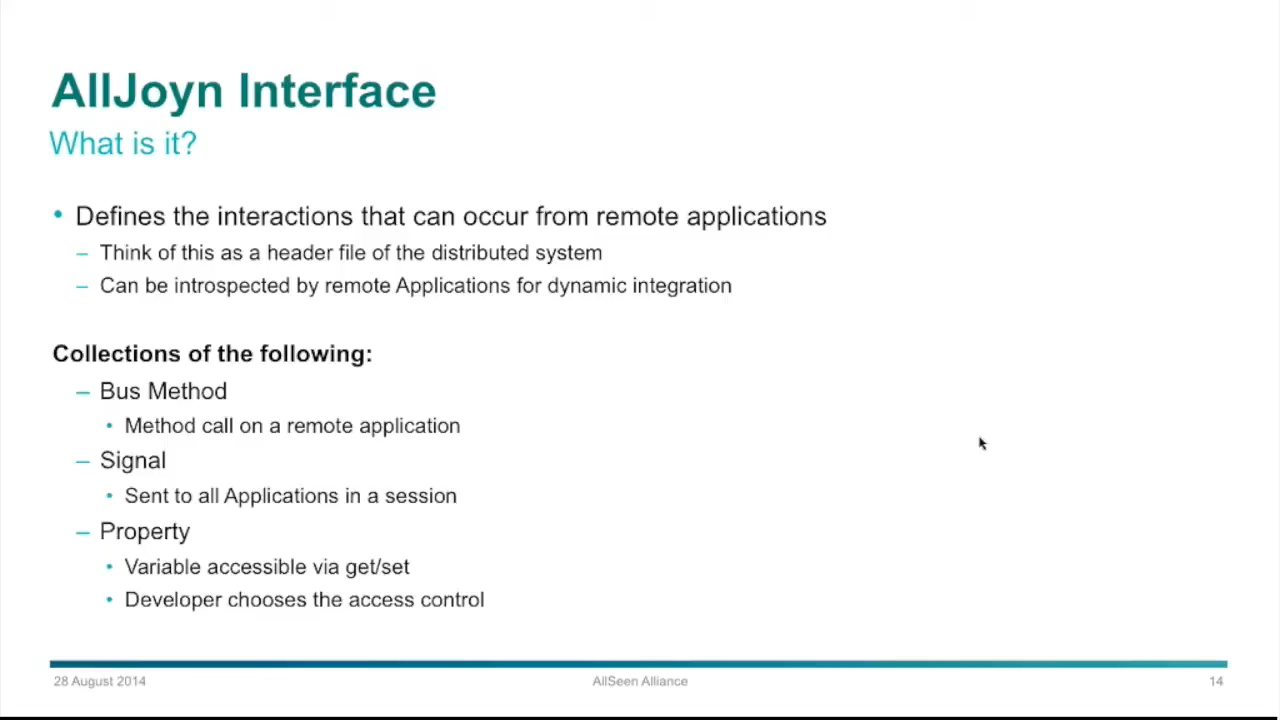 AllJoyn Interface
What is it?
• Defines the interactions that can occur from remote applications
– Think of this as a header file of the distributed system
– Can be introspected by remote Applications for dynamic integration
Collections of the following:
– Bus Method
• Method call on a remote application
– Signal
• Sent to all Applications in a session
– Property
• Variable accessible via get/set
• Developer chooses the access control
28 August 2014
AllSeen Alliance
14